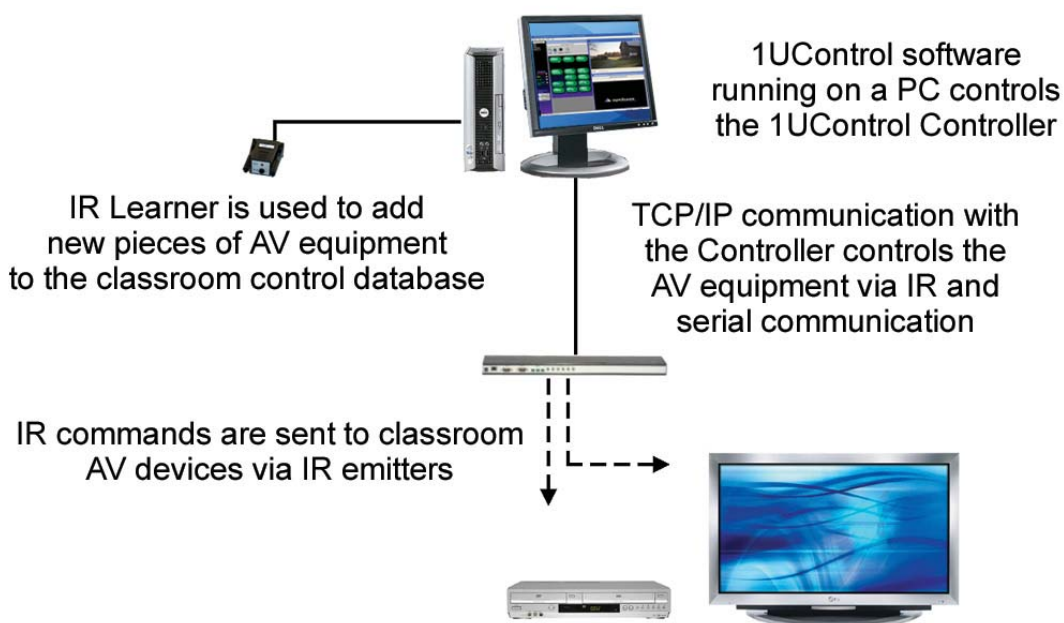 1UControl software
running on a PC controls
the 1UControl Controller
IR Learner is used to add
new pieces of AV equipment
to the classroom control database
TCP/IP communication with
the Controller controls the
AV equipment via IR and
serial communication
IR commands are sent to classroom
AV devices via IR emitters